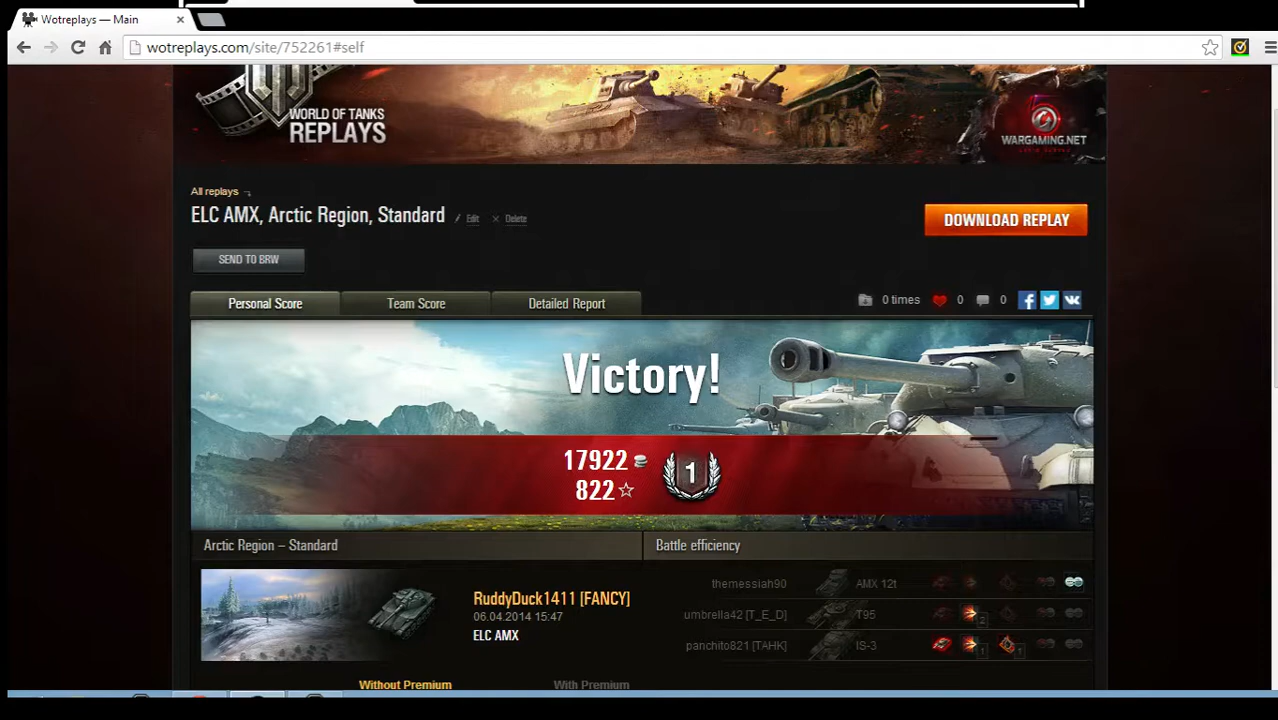 Wotreplays — Main
wotreplays.com/site/752261#self
WORLD OF TANKS
REPLAYS
WARGAMING.NET
All replays
ELC AMX, Arctic Region, Standard Edit Delete
DOWNLOAD REPLAY
SEND TO BRW
Personal Score Team Score Detailed Report 0 times 0 0
Victory!
17922
822
1
Arctic Region – Standard Battle efficiency
RuddyDuck1411 [FANCY]
06.04.2014 15:47
ELC AMX
themessiah90 AMX 12t
umbrella42 [T_E_D] T95 2
panchito821 [TAHK] IS-3 1 1
Without Premium With Premium